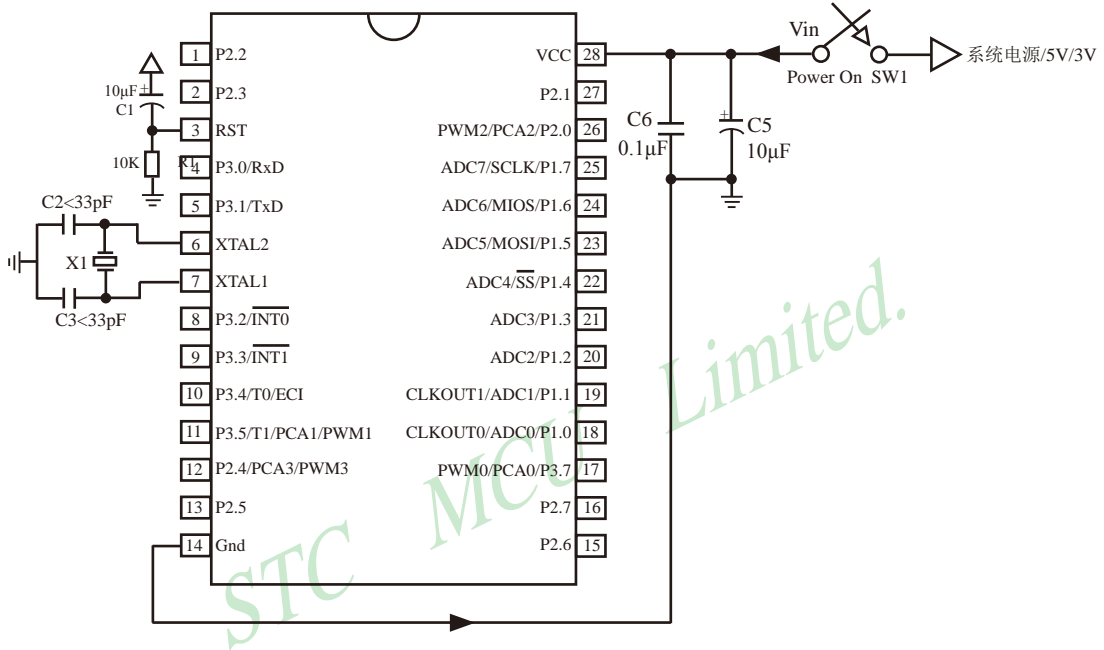 10μF+
C1
10K
R1
C2<33pF
X1
C3<33pF
1 P2.2
2 P2.3
3 RST
4 P3.0/RxD
5 P3.1/TxD
6 XTAL2
7 XTAL1
8 P3.2/INT0
9 P3.3/INT1
10 P3.4/T0/ECI
11 P3.5/T1/PCA1/PWM1
12 P2.4/PCA3/PWM3
13 P2.5
14 Gnd
VCC 28
P2.1 27
PWM2/PCA2/P2.0 26
ADC7/SCLK/P1.7 25
ADC6/MIOS/P1.6 24
ADC5/MOSI/P1.5 23
ADC4/SS/P1.4 22
ADC3/P1.3 21
ADC2/P1.2 20
CLKOUT1/ADC1/P1.1 19
CLKOUT0/ADC0/P1.0 18
PWM0/PCA0/P3.7 17
P2.7 16
P2.6 15
C6
0.1μF
+
C5
10μF
Vin
Power On SW1
系统电源/5V/3V
STC MCU Limited.